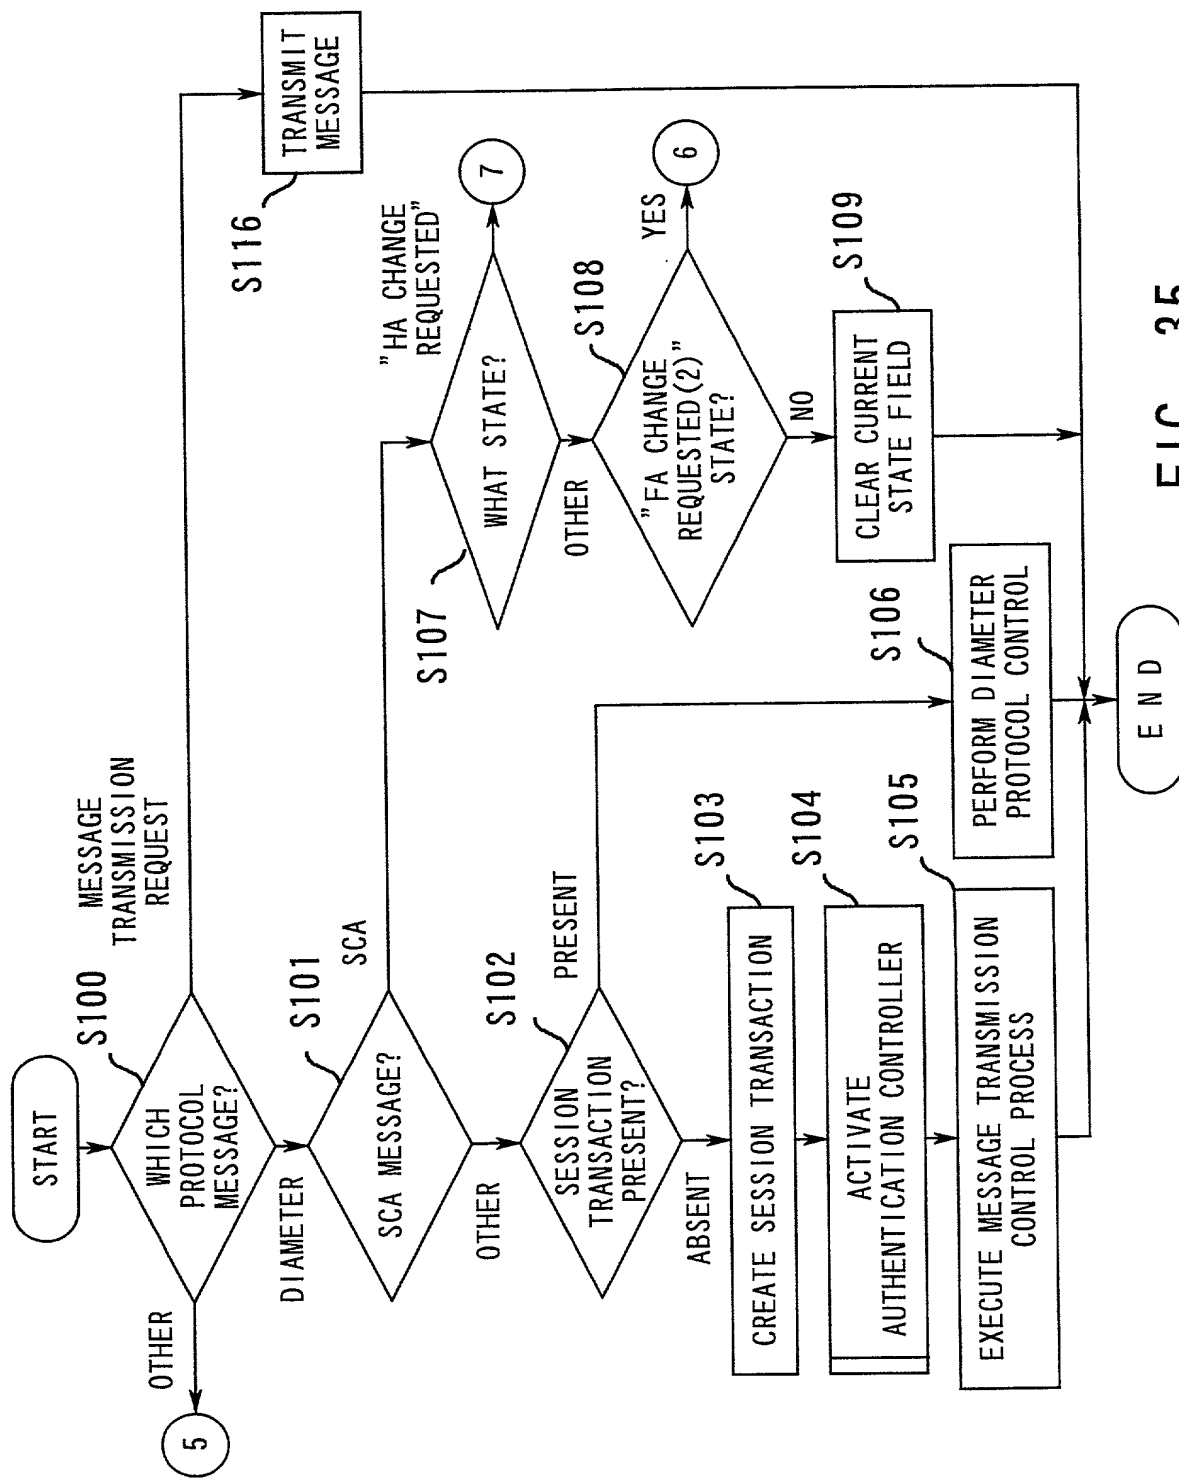 START
S100
WHICH
PROTOCOL
MESSAGE?
OTHER
5
MESSAGE
TRANSMISSION
REQUEST
S116
TRANSMIT
MESSAGE
DIAMETER
S101
SCA MESSAGE?
SCA
S107
WHAT STATE?
"HA CHANGE
REQUESTED"
7
OTHER
S108
"FA CHANGE
REQUESTED(2)"
STATE?
YES
6
NO
S109
CLEAR CURRENT
STATE FIELD
OTHER
S102
SESSION
TRANSACTION
PRESENT?
PRESENT
S106
PERFORM DIAMETER
PROTOCOL CONTROL
ABSENT
S103
CREATE SESSION TRANSACTION
S104
ACTIVATE
AUTHENTICATION CONTROLLER
S105
EXECUTE MESSAGE TRANSMISSION
CONTROL PROCESS
END
FIG. 35